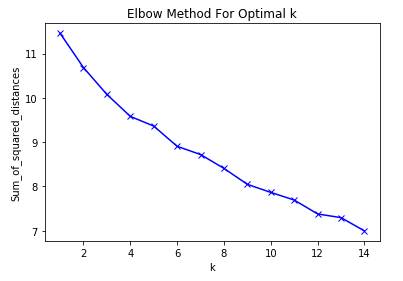 Elbow Method For Optimal k
Sum_of_squared_distances
11
10
9
8
7
2 4 6 8 10 12 14
k